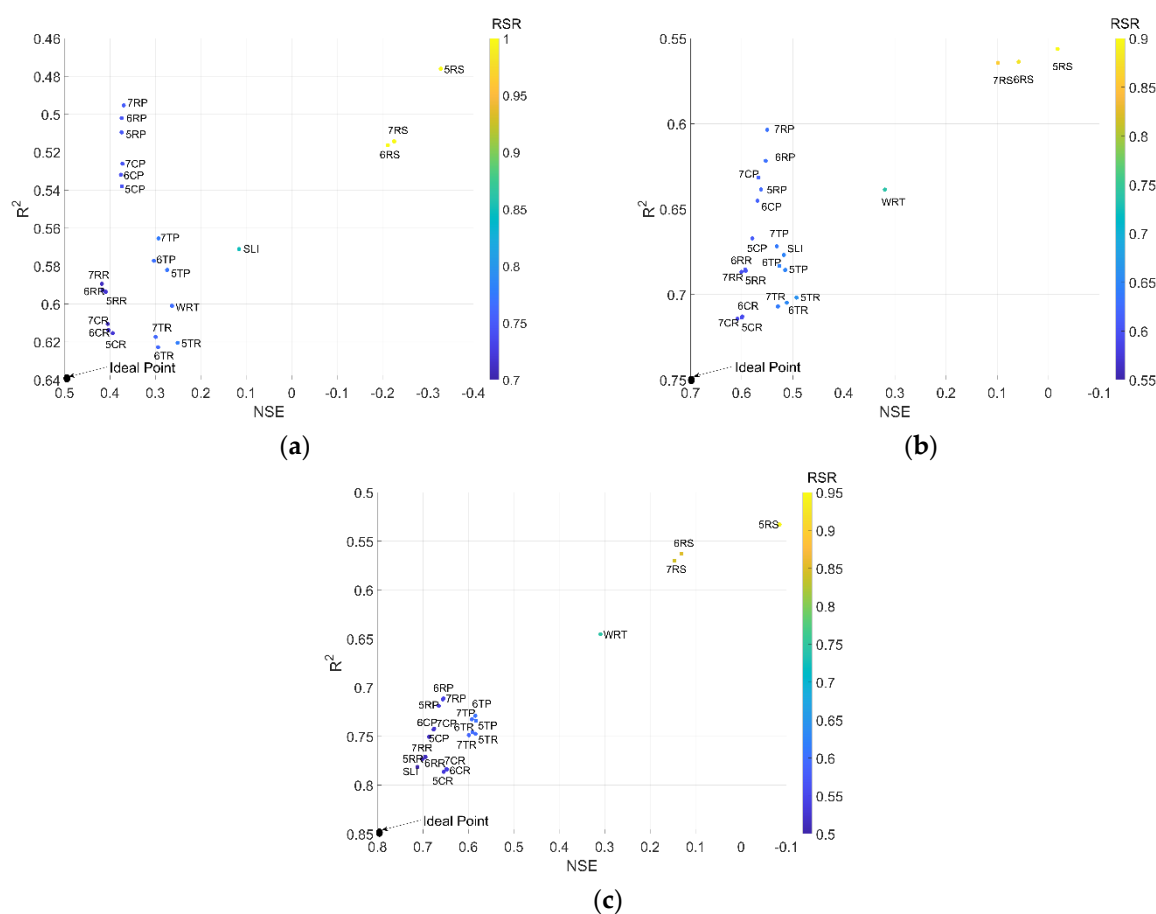 RSR
0.46
0.48
0.5
0.52
0.54
0.56
0.58
0.6
0.62
0.64
R²
0.5
0.4
0.3
0.2
0.1
0
-0.1
-0.2
-0.3
-0.4
NSE
1
0.95
0.9
0.85
0.8
0.75
0.7
5RS
7RS
6RS
7RP
6RP
5RP
7CP
6CP
5CP
7TP
SLI
6TP
5TP
7RR
6RR
5RR
WRT
7CR
6CR
5CR
7TR
5TR
6TR
Ideal Point
(a)
RSR
0.55
0.6
0.65
0.7
0.75
R²
0.7
0.6
0.5
0.4
0.3
0.2
0.1
0
-0.1
NSE
0.9
0.85
0.8
0.75
0.7
0.65
0.6
0.55
5RS
7RS
6RS
7RP
6RP
7CP
5RP
6CP
WRT
7TP
5CP
SLI
6RR
6TP
5TP
7RR
5RR
7TR
5TR
6CR
6TR
7CR
5CR
Ideal Point
(b)
RSR
0.5
0.55
0.6
0.65
0.7
0.75
0.8
0.85
R²
0.8
0.7
0.6
0.5
0.4
0.3
0.2
0.1
0
-0.1
NSE
0.95
0.9
0.85
0.8
0.75
0.7
0.65
0.6
0.55
0.5
5RS
6RS
7RS
WRT
6RP
7RP
5RP
6TP
7TP
6CP
7CP
5TP
6TR
5CP
5TR
7TR
7RR
5RR
6RR
7CR
SLI
6CR
5CR
Ideal Point
(c)